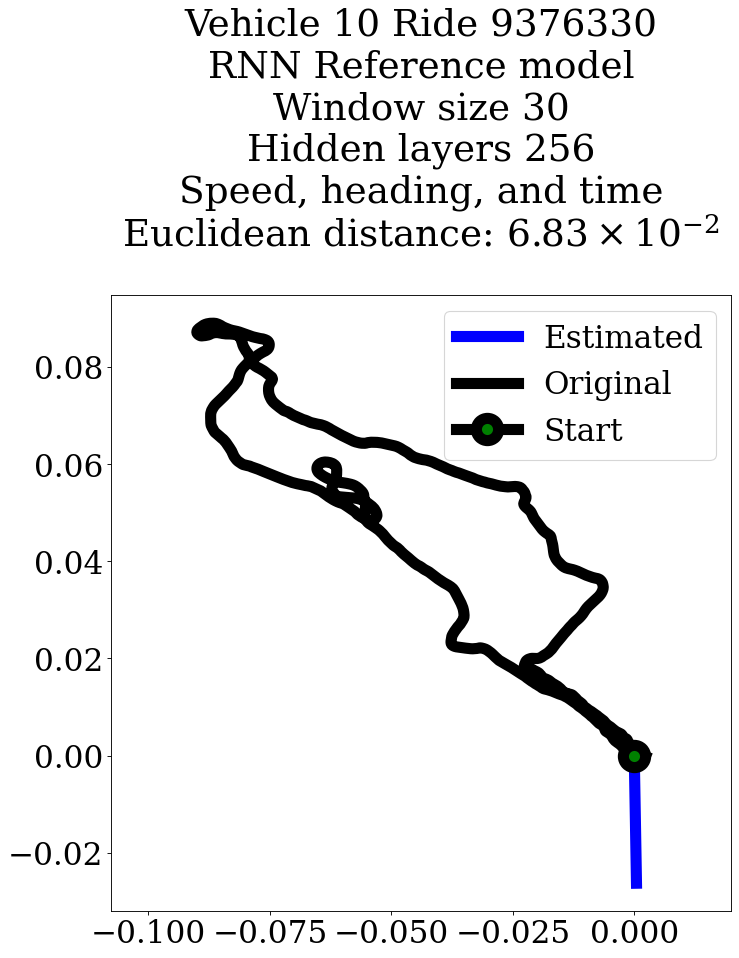 Vehicle 10 Ride 9376330
RNN Reference model
Window size 30
Hidden layers 256
Speed, heading, and time
Euclidean distance: 6.83 × 10⁻²
Estimated
Original
Start
0.08
0.06
0.04
0.02
0.00
−0.02
−0.100 −0.075 −0.050 −0.025 0.000